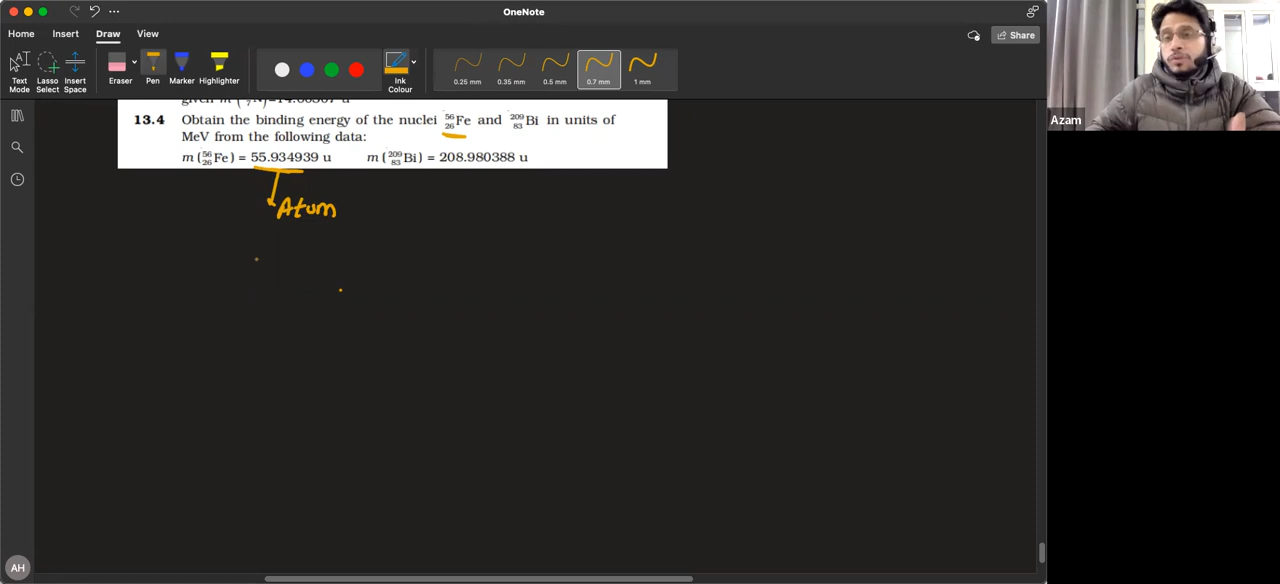 OneNote
Home Insert Draw View
Share
Text Mode
Lasso Select
Insert Space
Eraser
Pen
Marker
Highlighter
Ink Colour
0.25 mm
0.35 mm
0.5 mm
0.7 mm
1 mm
Azam
13.4 Obtain the binding energy of the nuclei ⁵⁶₂₆Fe and ²⁰⁹₈₃Bi in units of
MeV from the following data:
m (⁵⁶₂₆Fe) = 55.934939 u m (²⁰⁹₈₃Bi) = 208.980388 u
Atom
AH